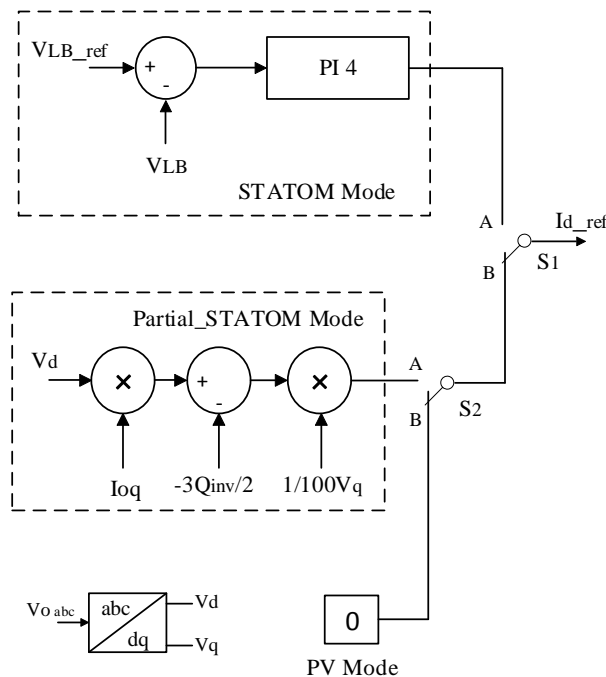 VLB_ref
+
-
PI 4
VLB
STATOM Mode
A
Id_ref
B
S1
Partial_STATOM Mode
Vd
×
+
-
×
A
B
S2
Ioq
-3Qinv/2
1/100Vq
Vo abc
abc
dq
Vd
Vq
0
PV Mode